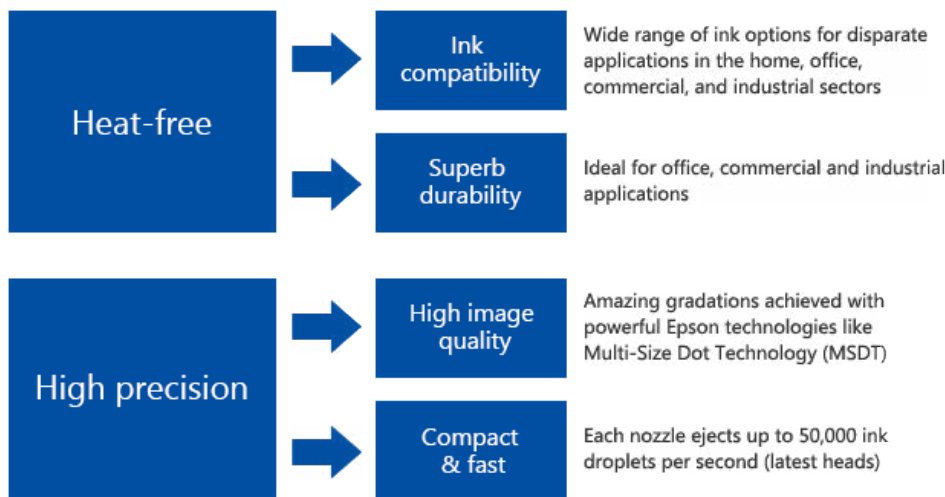 Heat-free
Ink
compatibility
Wide range of ink options for disparate
applications in the home, office,
commercial, and industrial sectors
Superb
durability
Ideal for office, commercial and industrial
applications
High precision
High image
quality
Amazing gradations achieved with
powerful Epson technologies like
Multi-Size Dot Technology (MSDT)
Compact
& fast
Each nozzle ejects up to 50,000 ink
droplets per second (latest heads)